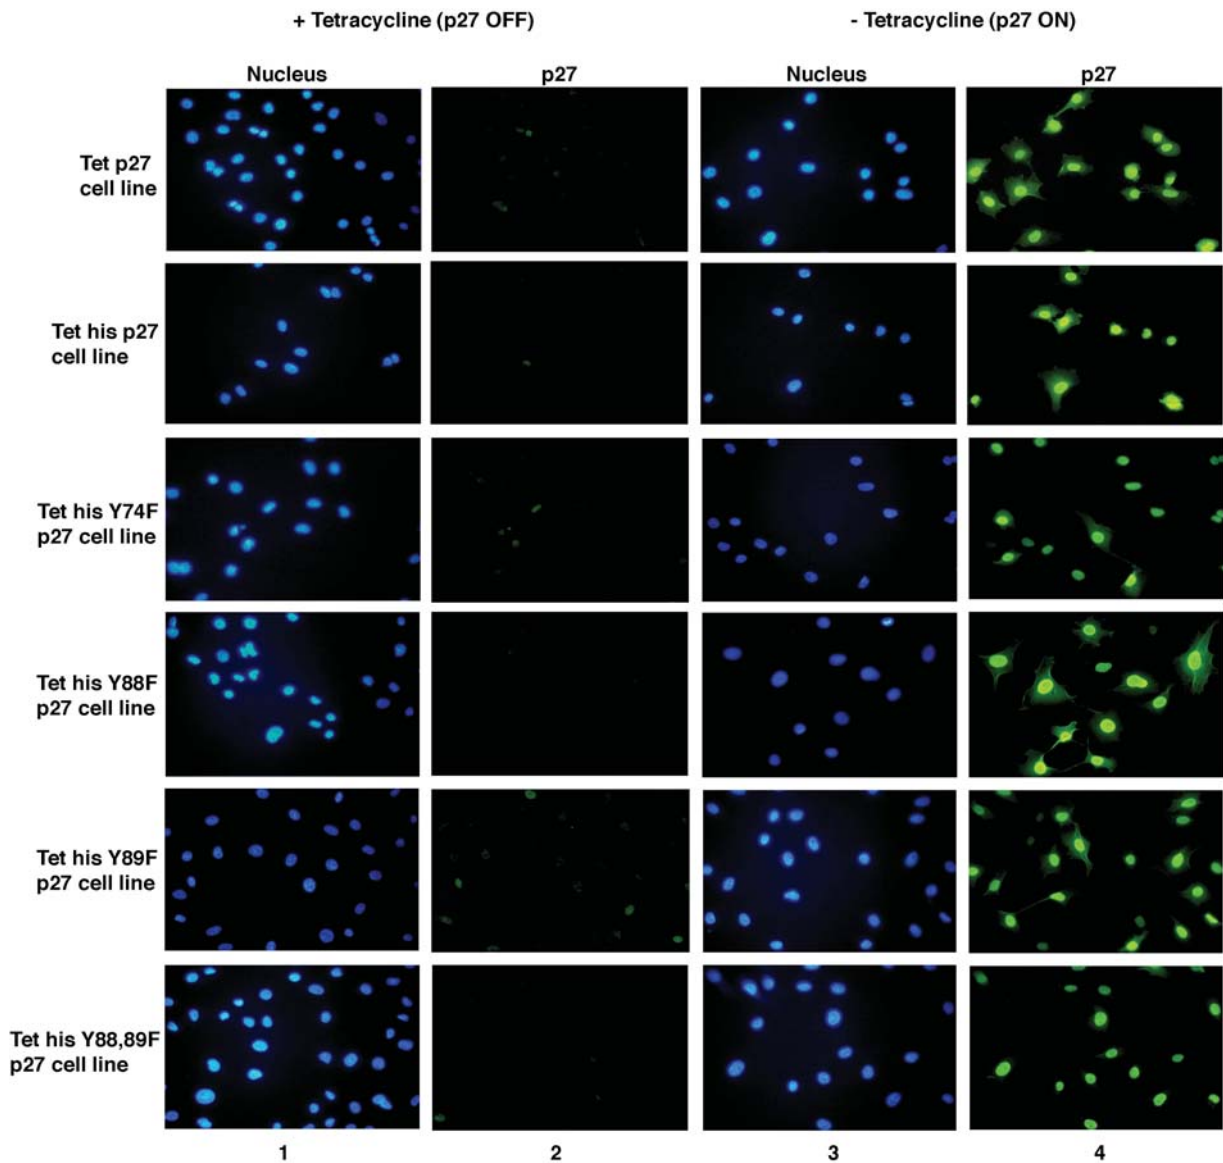 + Tetracycline (p27 OFF) - Tetracycline (p27 ON)
Nucleus p27 Nucleus p27
Tet p27
cell line
Tet his p27
cell line
Tet his Y74F
p27 cell line
Tet his Y88F
p27 cell line
Tet his Y89F
p27 cell line
Tet his Y88,89F
p27 cell line
1 2 3 4